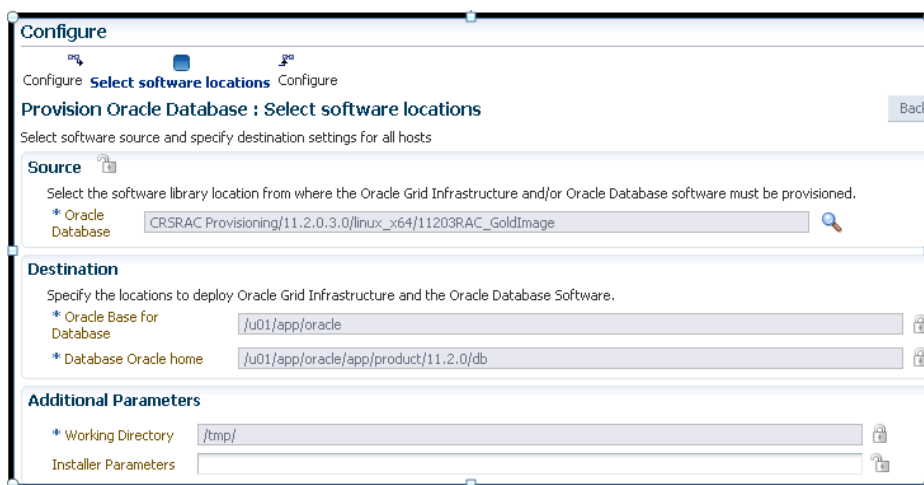 Configure
Configure Select software locations Configure
Provision Oracle Database : Select software locations
Select software source and specify destination settings for all hosts
Source
Select the software library location from where the Oracle Grid Infrastructure and/or Oracle Database software must be provisioned.
* Oracle Database CRSRAC Provisioning/11.2.0.3.0/linux_x64/11203RAC_GoldImage
Destination
Specify the locations to deploy Oracle Grid Infrastructure and the Oracle Database Software.
* Oracle Base for Database /u01/app/oracle
* Database Oracle home /u01/app/oracle/app/product/11.2.0/db
Additional Parameters
* Working Directory /tmp/
Installer Parameters